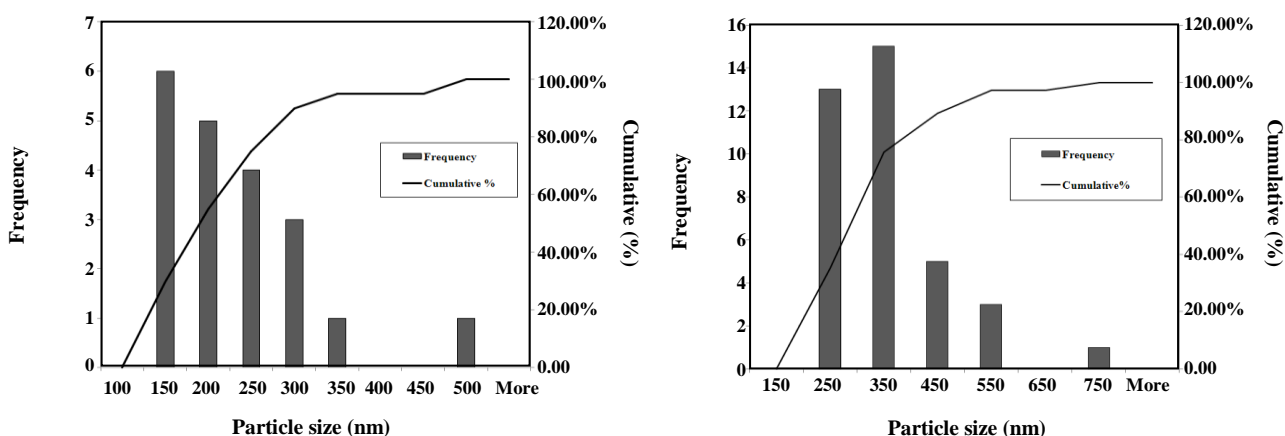 7
6
5
4
3
2
1
0
Frequency
120.00%
100.00%
80.00%
60.00%
40.00%
20.00%
0.00
Cumulative (%)
Frequency
Cumulative %
100 150 200 250 300 350 400 450 500 More
Particle size (nm)
16
14
12
10
8
6
4
2
0
Frequency
120.00%
100.00%
80.00%
60.00%
40.00%
20.00%
0.00
Cumulative (%)
Frequency
Cumulative%
150 250 350 450 550 650 750 More
Particle size (nm)